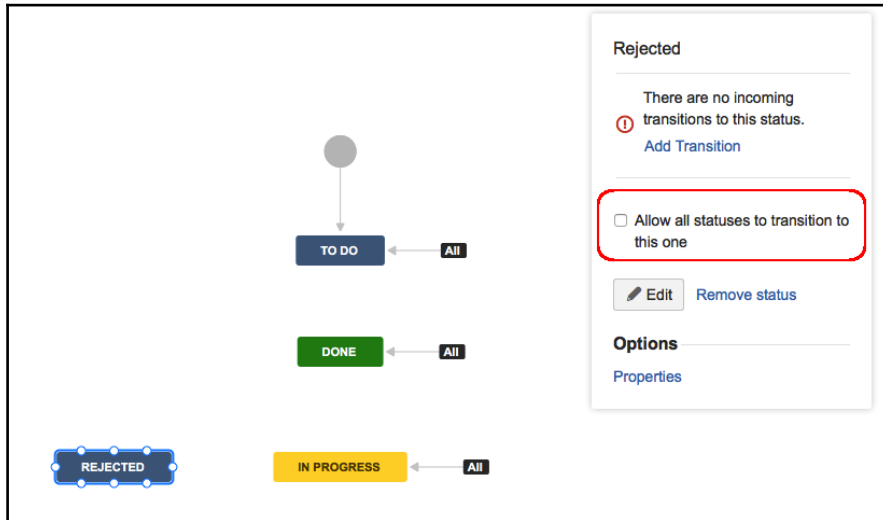 Rejected
There are no incoming
transitions to this status.
Add Transition
TO DO
All
Allow all statuses to transition to
this one
Edit
Remove status
DONE
All
Options
Properties
REJECTED
IN PROGRESS
All